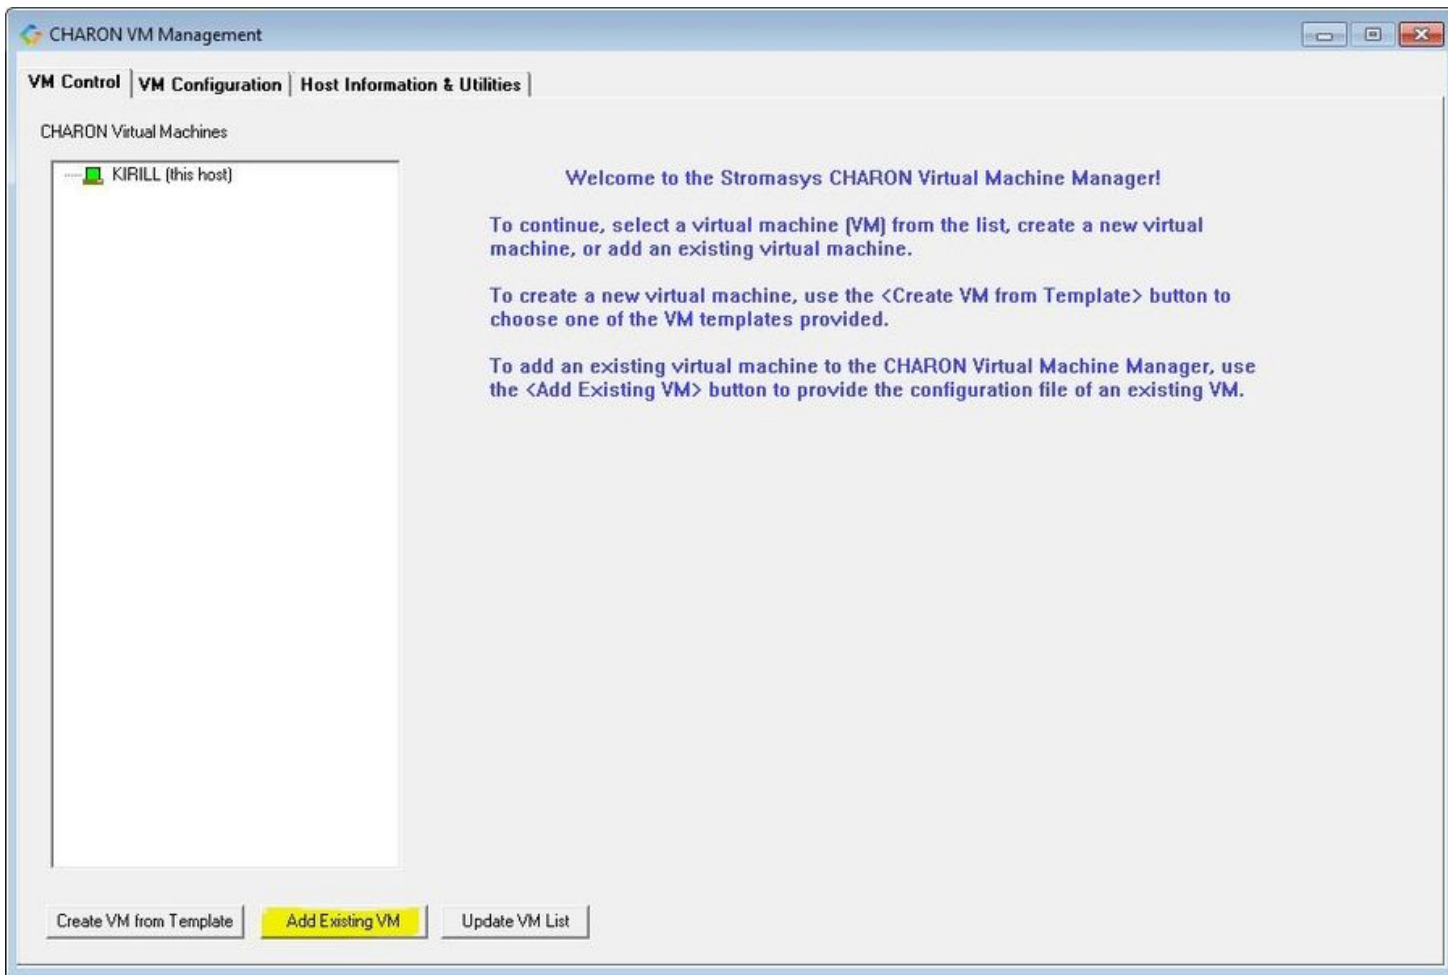 CHARON VM Management
VM Control VM Configuration Host Information & Utilities
CHARON Virtual Machines
KIRILL (this host)
Welcome to the Stromasys CHARON Virtual Machine Manager!
To continue, select a virtual machine (VM) from the list, create a new virtual
machine, or add an existing virtual machine.
To create a new virtual machine, use the <Create VM from Template> button to
choose one of the VM templates provided.
To add an existing virtual machine to the CHARON Virtual Machine Manager, use
the <Add Existing VM> button to provide the configuration file of an existing VM.
Create VM from Template Add Existing VM Update VM List